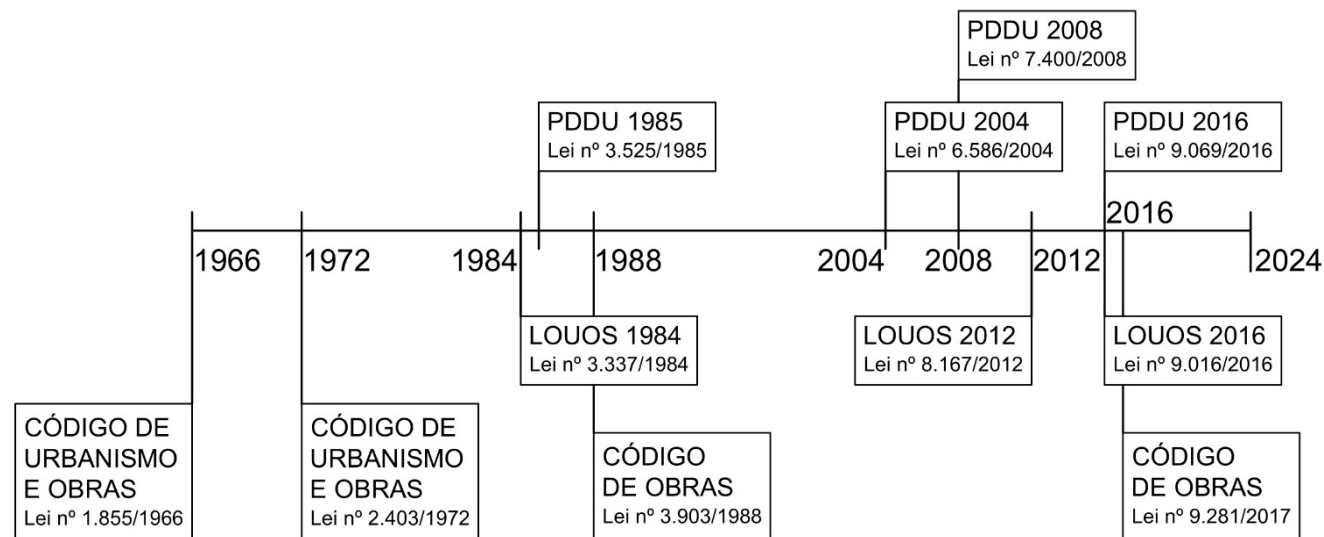 PDDU 2008
Lei nº 7.400/2008
PDDU 1985
Lei nº 3.525/1985
PDDU 2004
Lei nº 6.586/2004
PDDU 2016
Lei nº 9.069/2016
2016
1966
1972
1984
1988
2004
2008
2012
2024
LOUOS 1984
Lei nº 3.337/1984
LOUOS 2012
Lei nº 8.167/2012
LOUOS 2016
Lei nº 9.016/2016
CÓDIGO DE
URBANISMO
E OBRAS
Lei nº 1.855/1966
CÓDIGO DE
URBANISMO
E OBRAS
Lei nº 2.403/1972
CÓDIGO
DE OBRAS
Lei nº 3.903/1988
CÓDIGO
DE OBRAS
Lei nº 9.281/2017